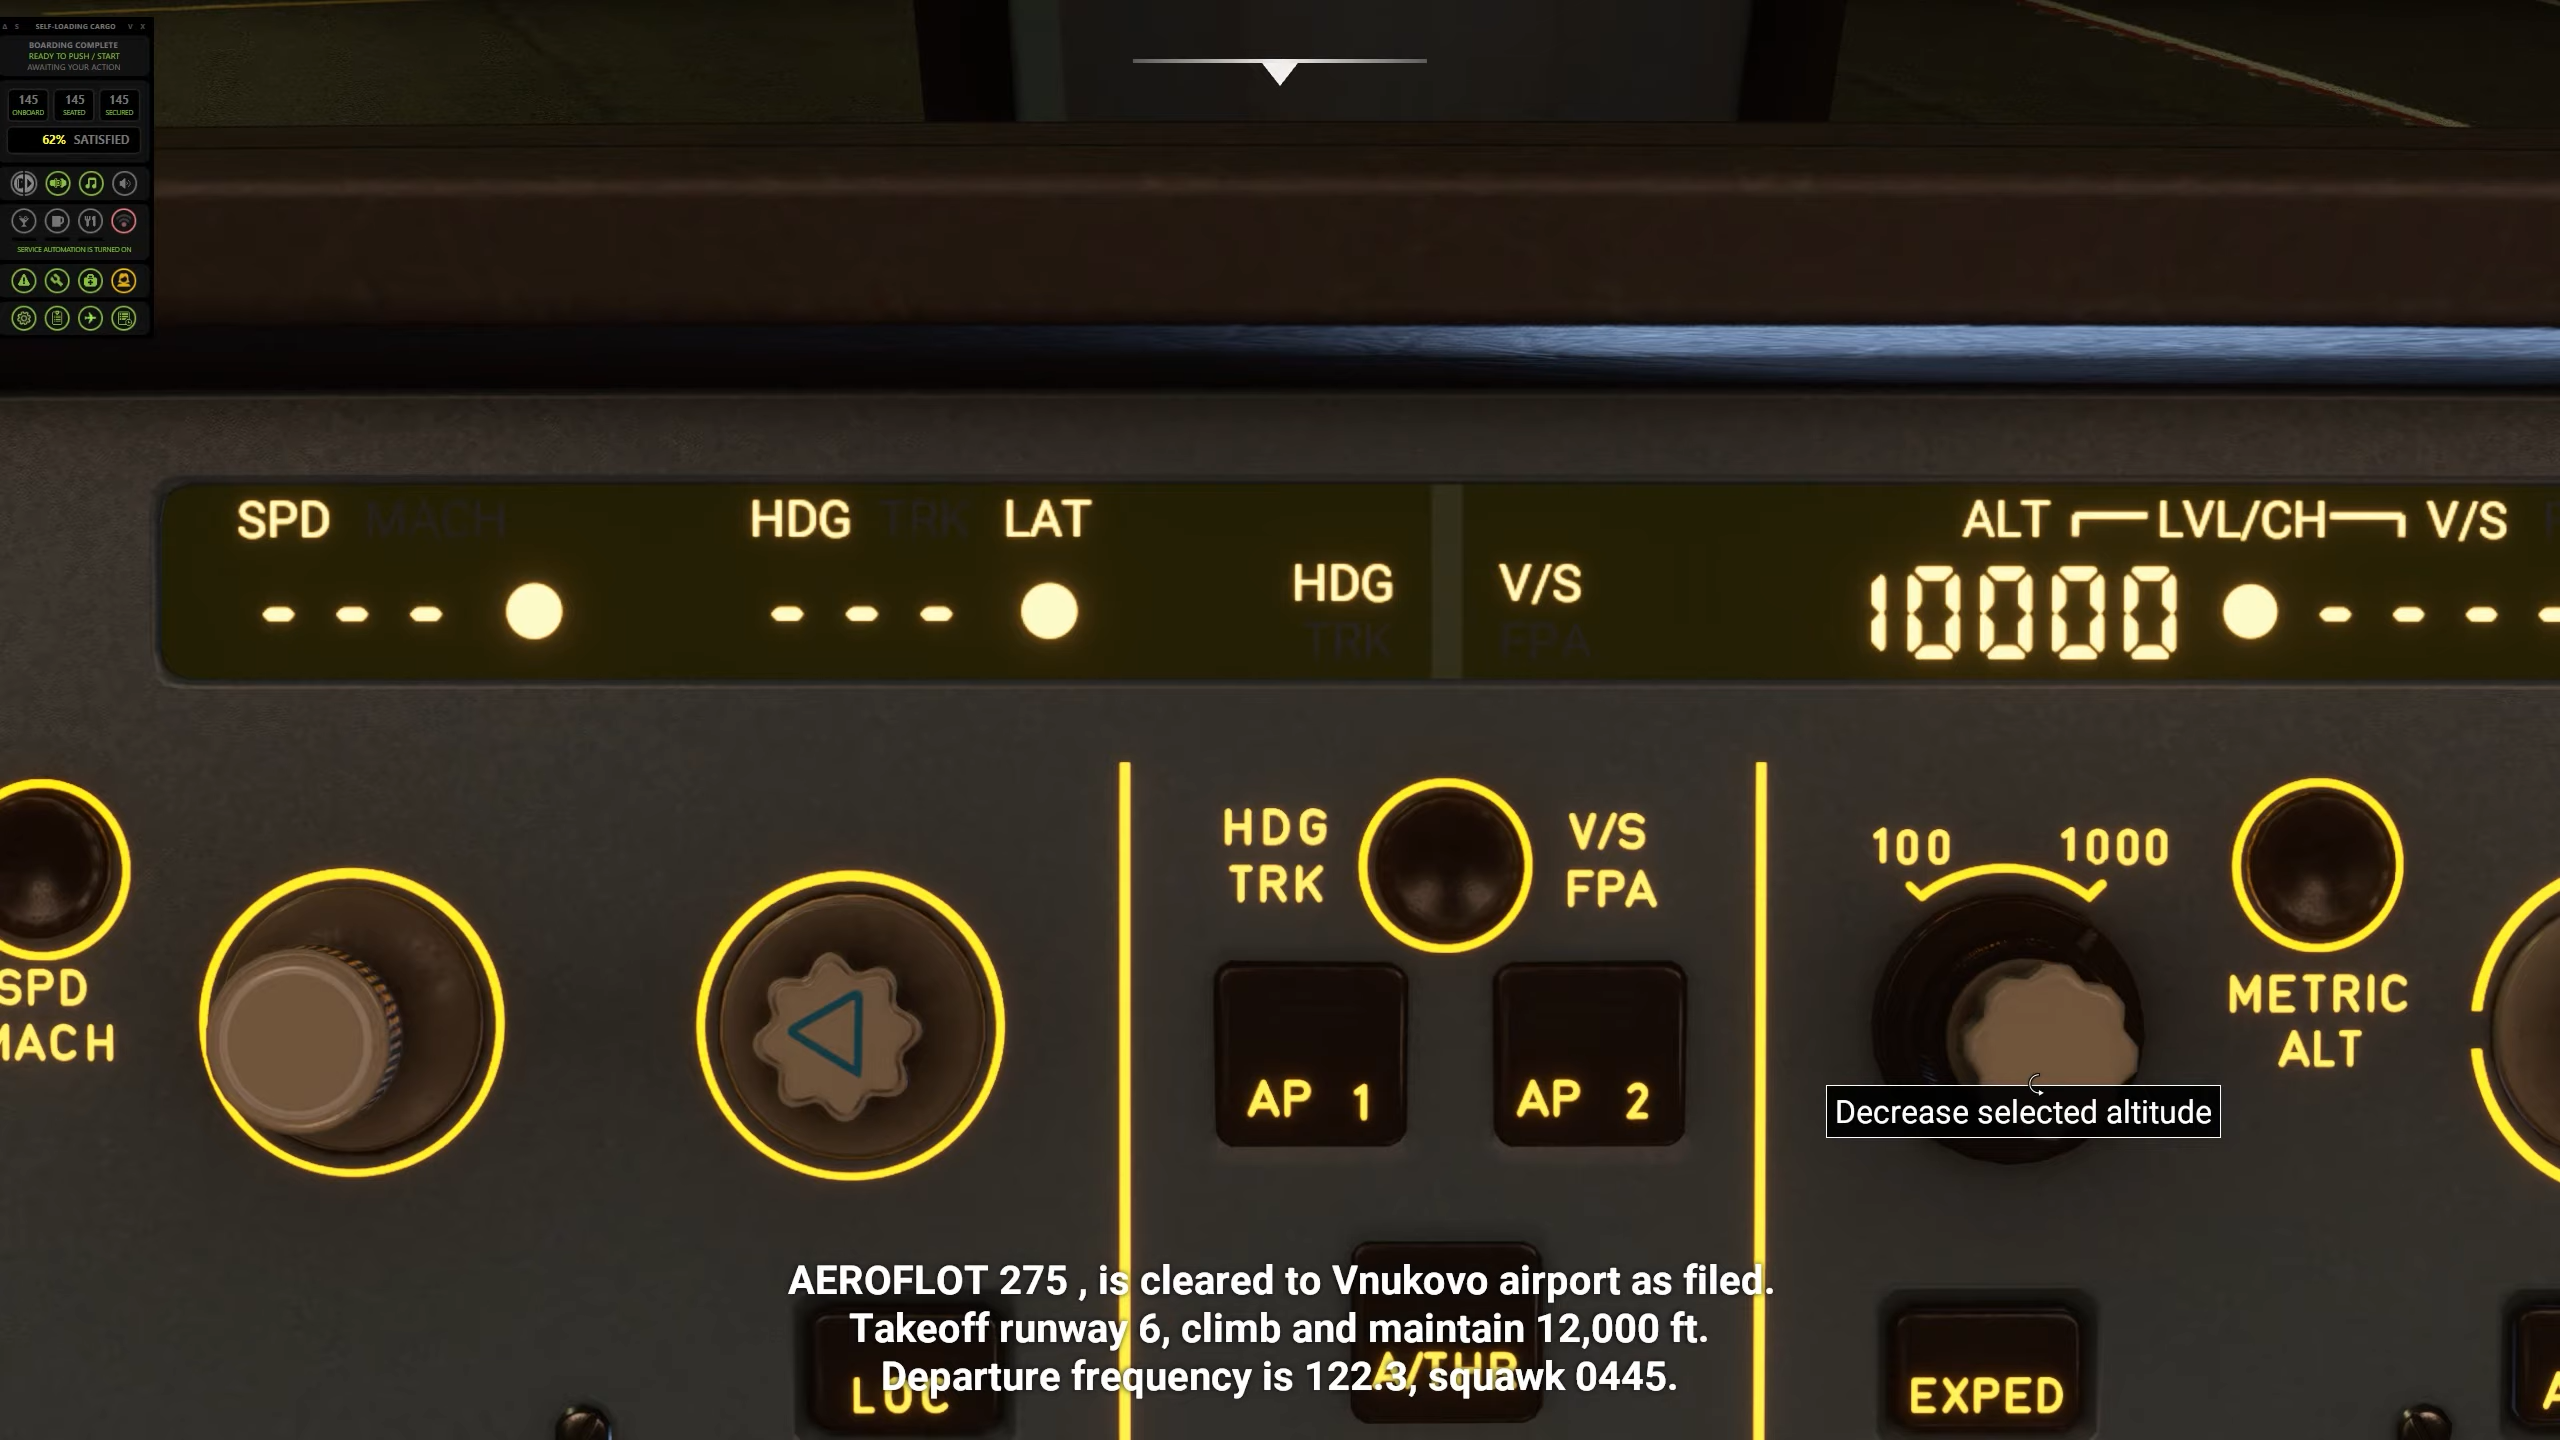 SELF-LOADING CARGO
BOARDING COMPLETE
READY TO PUSH / START
AWAITING YOUR ACTION
145 145 145
ONBOARD SEATED SECURED
62% SATISFIED
SERVICE AUTOMATION IS TURNED ON
SPD MACH HDG TRK LAT ALT LVL/CH V/S
HDG V/S
- - - - - - 10000 - - - -
TRK FPA
HDG
TRK
V/S
FPA
100 1000
SPD
MACH
METRIC
ALT
AP 1
AP 2
Decrease selected altitude
AEROFLOT 275 , is cleared to Vnukovo airport as filed.
Takeoff runway 6, climb and maintain 12,000 ft.
Departure frequency is 122.3, squawk 0445.
A/THR
LOC
EXPED